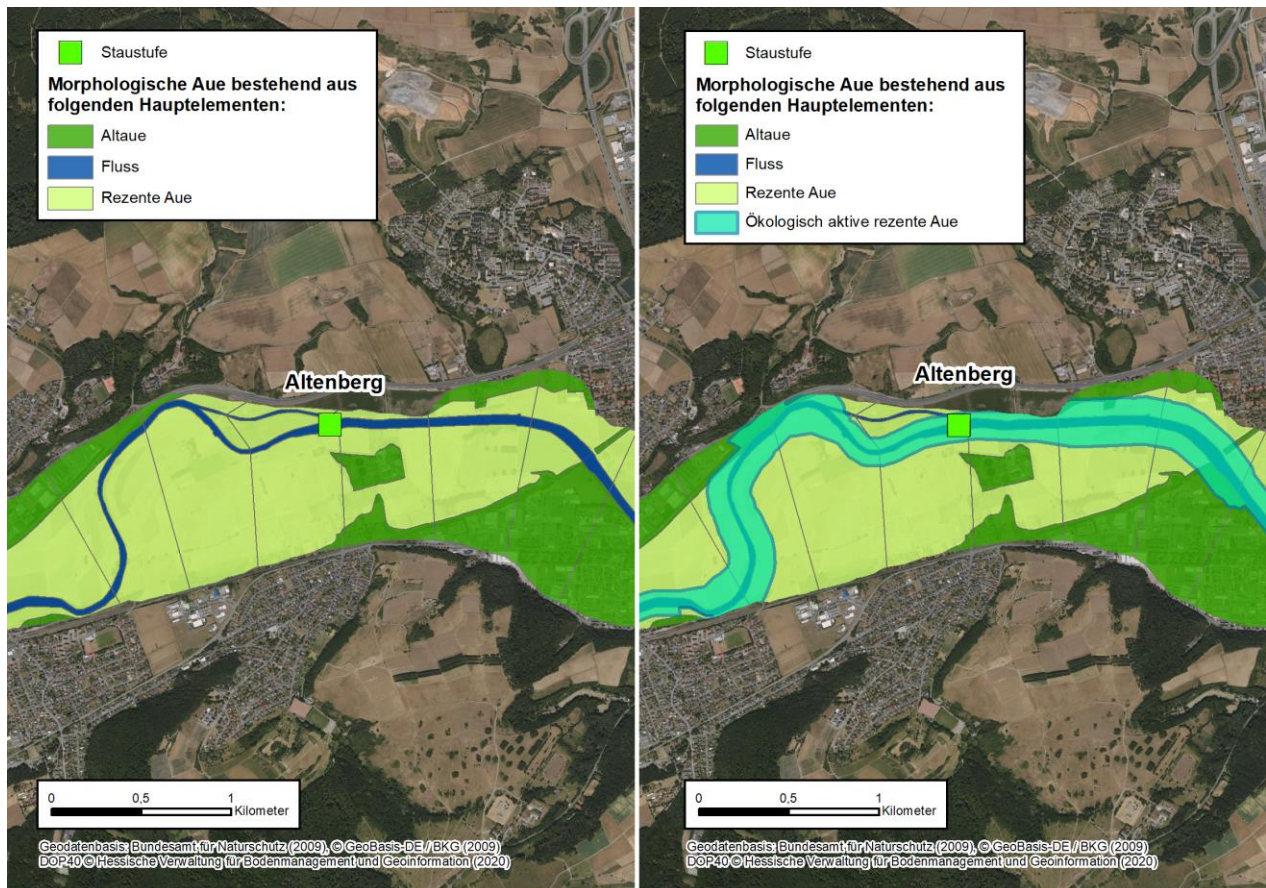 Staustufe
Morphologische Aue bestehend aus
folgenden Hauptelementen:
Altaue
Fluss
Rezente Aue
Altenberg
0 0,5 1
Kilometer
Geodatenbasis: Bundesamt für Naturschutz (2009), © GeoBasis-DE / BKG (2009)
DOP40 © Hessische Verwaltung für Bodenmanagement und Geoinformation (2020)
Staustufe
Morphologische Aue bestehend aus
folgenden Hauptelementen:
Altaue
Fluss
Rezente Aue
Ökologisch aktive rezente Aue
Altenberg
0 0,5 1
Kilometer
Geodatenbasis: Bundesamt für Naturschutz (2009), © GeoBasis-DE / BKG (2009)
DOP40 © Hessische Verwaltung für Bodenmanagement und Geoinformation (2020)